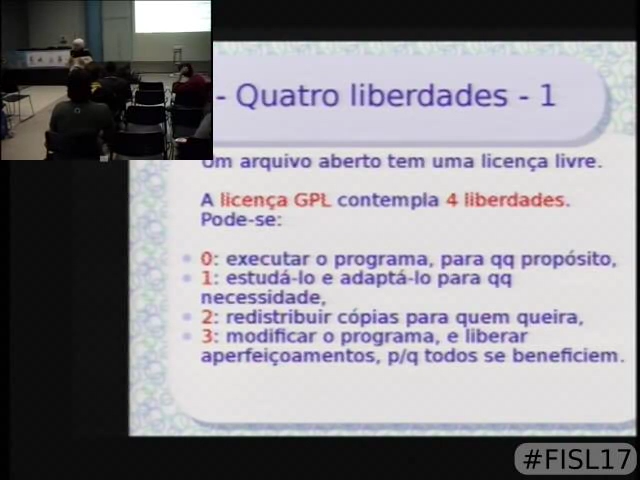 - Quatro liberdades - 1
Um arquivo aberto tem uma licença livre.
A licença GPL contempla 4 liberdades.
Pode-se:
0: executar o programa, para qq propósito,
1: estudá-lo e adaptá-lo para qq
necessidade,
2: redistribuir cópias para quem queira,
3: modificar o programa, e liberar
aperfeiçoamentos, p/q todos se beneficiem.
#FISL17